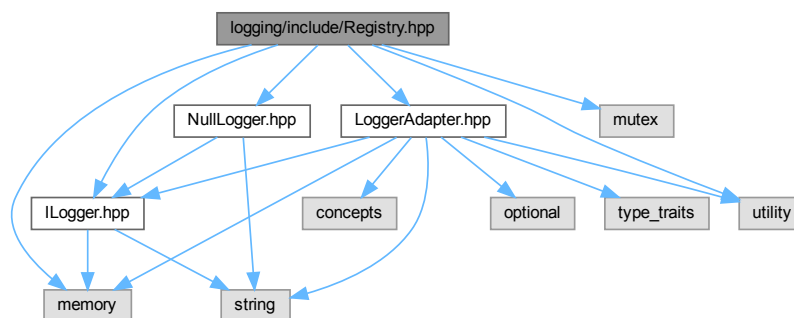 logging/include/Registry.hpp
NullLogger.hpp
LoggerAdapter.hpp
mutex
ILogger.hpp
concepts
optional
type_traits
utility
memory
string